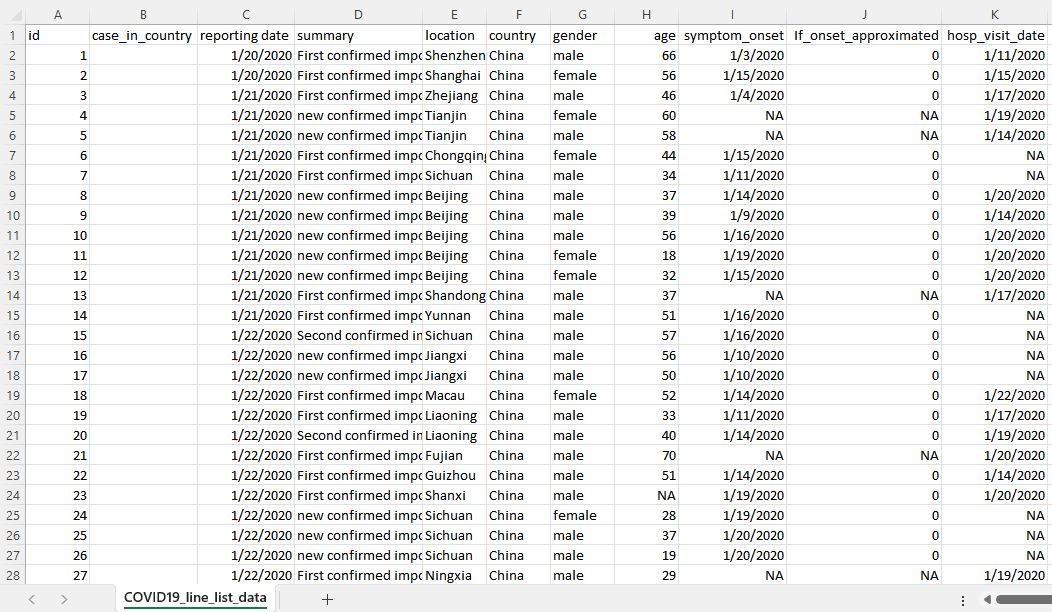 A B C D E F G H I J K
1 id case_in_country reporting date summary location country gender age symptom_onset If_onset_approximated hosp_visit_date
2 1 1/20/2020 First confirmed impo Shenzhen China male 66 1/3/2020 0 1/11/2020
3 2 1/20/2020 First confirmed impo Shanghai China female 56 1/15/2020 0 1/15/2020
4 3 1/21/2020 First confirmed impo Zhejiang China male 46 1/4/2020 0 1/17/2020
5 4 1/21/2020 new confirmed impo Tianjin China female 60 NA NA 1/19/2020
6 5 1/21/2020 new confirmed impo Tianjin China male 58 NA NA 1/14/2020
7 6 1/21/2020 First confirmed impo Chongqing China female 44 1/15/2020 0 NA
8 7 1/21/2020 First confirmed impo Sichuan China male 34 1/11/2020 0 NA
9 8 1/21/2020 new confirmed impo Beijing China male 37 1/14/2020 0 1/20/2020
10 9 1/21/2020 new confirmed impo Beijing China male 39 1/9/2020 0 1/14/2020
11 10 1/21/2020 new confirmed impo Beijing China male 56 1/16/2020 0 1/20/2020
12 11 1/21/2020 new confirmed impo Beijing China female 18 1/19/2020 0 1/20/2020
13 12 1/21/2020 new confirmed impo Beijing China female 32 1/15/2020 0 1/20/2020
14 13 1/21/2020 First confirmed impo Shandong China male 37 NA NA 1/17/2020
15 14 1/21/2020 First confirmed impo Yunnan China male 51 1/16/2020 0 NA
16 15 1/22/2020 Second confirmed in Sichuan China male 57 1/16/2020 0 NA
17 16 1/22/2020 new confirmed impo Jiangxi China male 56 1/10/2020 0 NA
18 17 1/22/2020 new confirmed impo Jiangxi China male 50 1/10/2020 0 NA
19 18 1/22/2020 First confirmed impo Macau China female 52 1/14/2020 0 1/22/2020
20 19 1/22/2020 First confirmed impo Liaoning China male 33 1/11/2020 0 1/17/2020
21 20 1/22/2020 Second confirmed in Liaoning China male 40 1/14/2020 0 1/19/2020
22 21 1/22/2020 First confirmed impo Fujian China male 70 NA NA 1/20/2020
23 22 1/22/2020 First confirmed impo Guizhou China male 51 1/14/2020 0 1/14/2020
24 23 1/22/2020 First confirmed impo Shanxi China male NA 1/19/2020 0 1/20/2020
25 24 1/22/2020 new confirmed impo Sichuan China female 28 1/19/2020 0 NA
26 25 1/22/2020 new confirmed impo Sichuan China male 37 1/20/2020 0 NA
27 26 1/22/2020 new confirmed impo Sichuan China male 19 1/20/2020 0 NA
28 27 1/22/2020 First confirmed impo Ningxia China male 29 NA NA 1/19/2020
COVID19_line_list_data